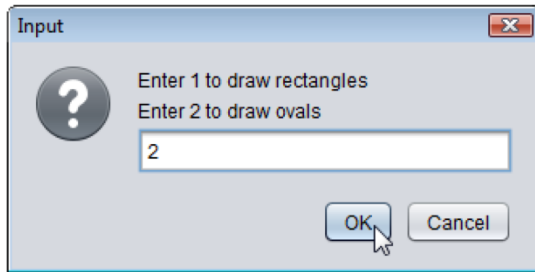 Input
Enter 1 to draw rectangles
Enter 2 to draw ovals
2
OK Cancel